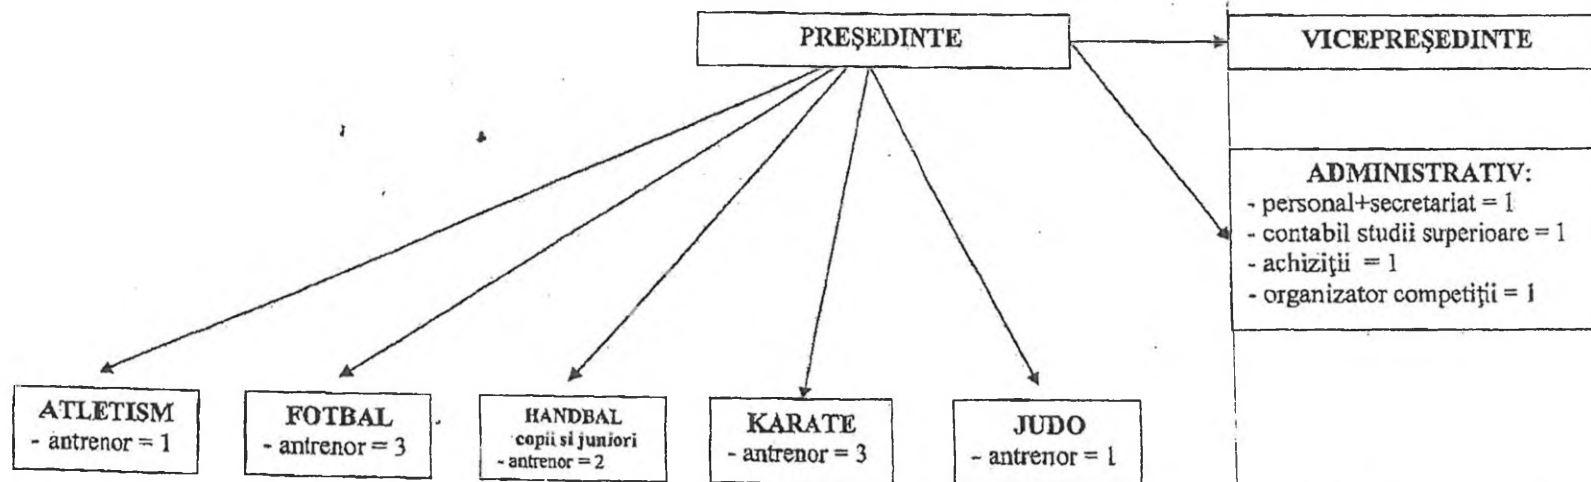 PREŞEDINTE
VICEPREŞEDINTE
ADMINISTRATIV:
- personal+secretariat = 1
- contabil studii superioare = 1
- achiziţii = 1
- organizator competiţii = 1
ATLETISM
- antrenor = 1
FOTBAL
- antrenor = 3
HANDBAL
copii si juniori
- antrenor = 2
KARATE
- antrenor = 3
JUDO
- antrenor = 1